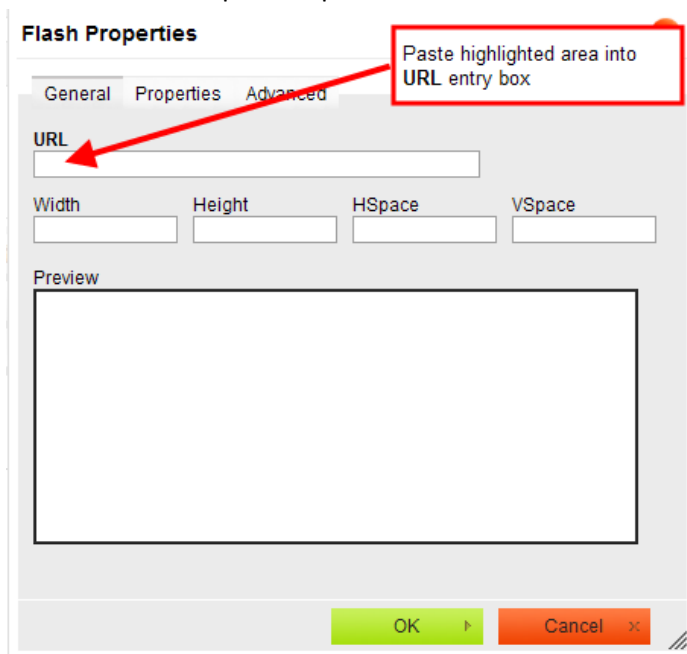 Flash Properties
Paste highlighted area into
URL entry box
General Properties Advanced
URL
Width Height HSpace VSpace
Preview
OK Cancel